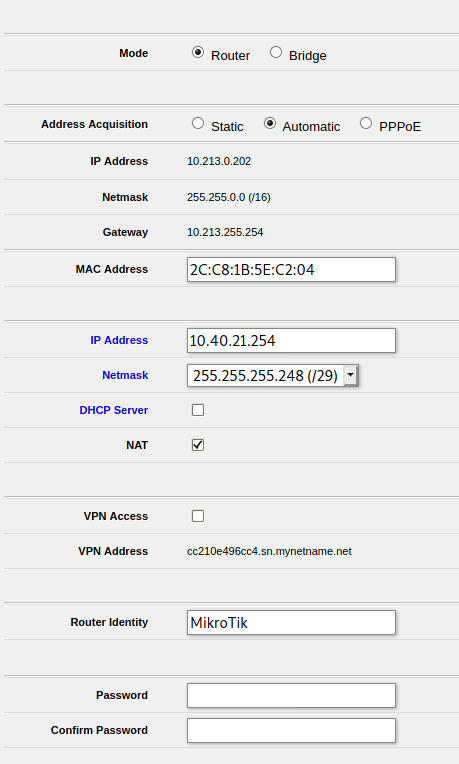 Mode Router Bridge
Address Acquisition Static Automatic PPPoE
IP Address 10.213.0.202
Netmask 255.255.0.0 (/16)
Gateway 10.213.255.254
MAC Address 2C:C8:1B:5E:C2:04
IP Address 10.40.21.254
Netmask 255.255.255.248 (/29)
DHCP Server
NAT
VPN Access
VPN Address cc210e496cc4.sn.mynetname.net
Router Identity MikroTik
Password
Confirm Password